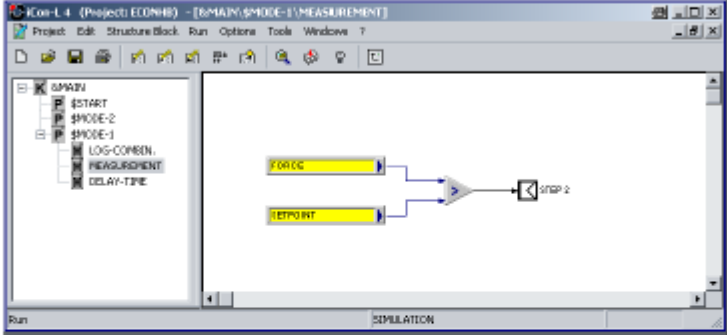 iCon-L 4 (Project: ECONHB) - [&MAIN\$MODE-1\MEASUREMENT]
Project Edit Structure Block Run Options Tools Windows ?
&MAIN
$START
$MODE-2
$MODE-1
LOG-COMBIN.
MEASUREMENT
DELAY-TIME
FORCE
SETPOINT
>
STEP 2
Run SIMULATION